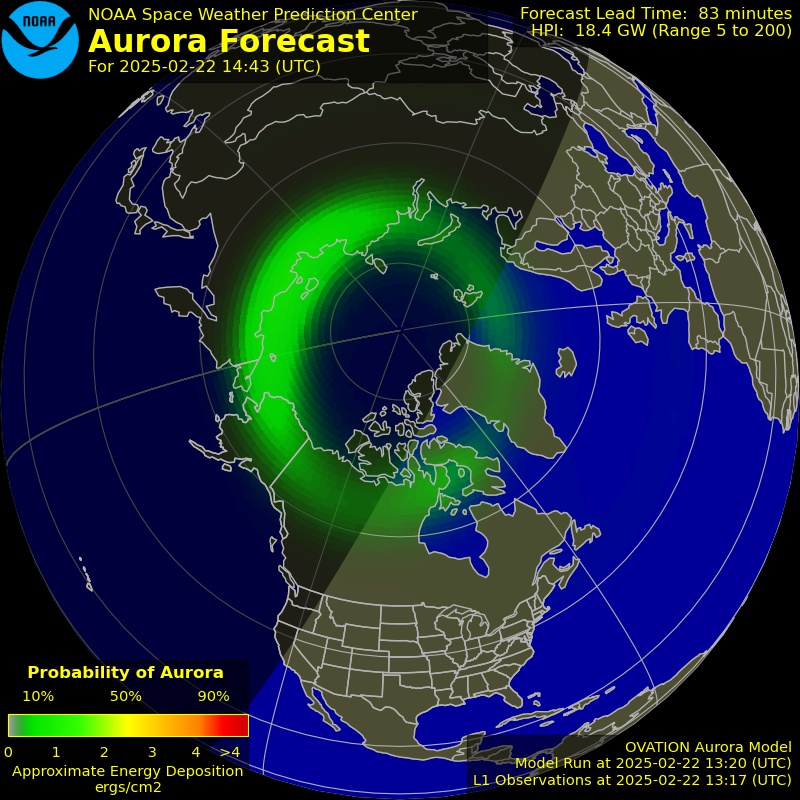 NOAA
NOAA Space Weather Prediction Center
Aurora Forecast
For 2025-02-22 14:43 (UTC)
Forecast Lead Time: 83 minutes
HPI: 18.4 GW (Range 5 to 200)
Probability of Aurora
10% 50% 90%
0 1 2 3 4 >4
Approximate Energy Deposition
ergs/cm2
OVATION Aurora Model
Model Run at 2025-02-22 13:20 (UTC)
L1 Observations at 2025-02-22 13:17 (UTC)